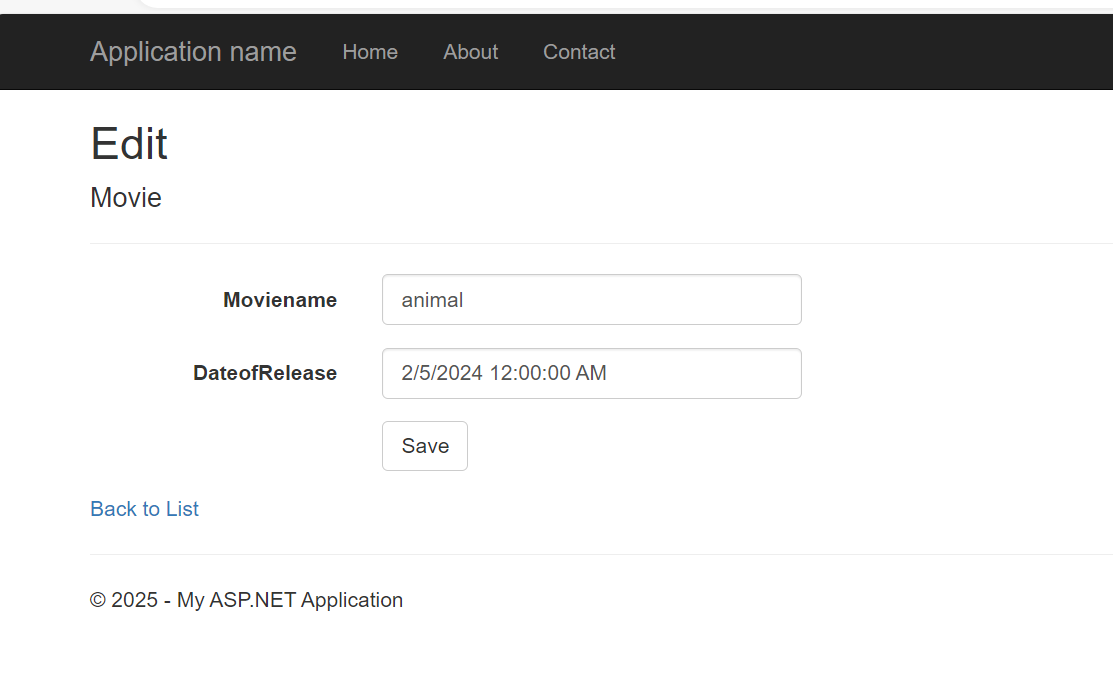 Application name Home About Contact
Edit
Movie
Moviename animal
DateofRelease 2/5/2024 12:00:00 AM
Save
Back to List
© 2025 - My ASP.NET Application